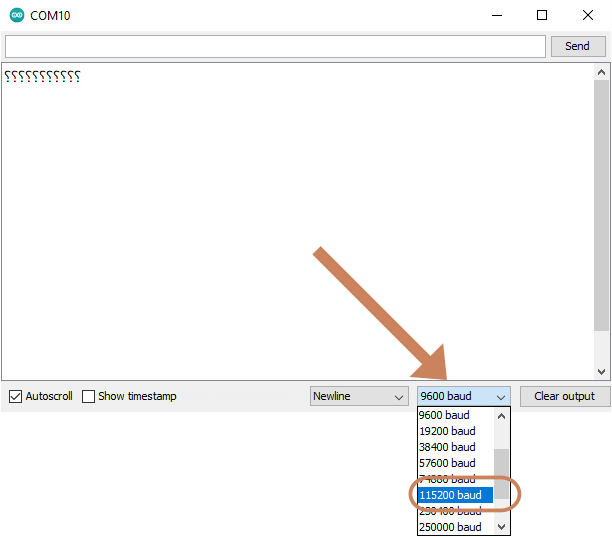 COM10
Send
⸮⸮⸮⸮⸮⸮⸮⸮⸮⸮⸮
Autoscroll
Show timestamp
Newline
9600 baud
Clear output
9600 baud
19200 baud
38400 baud
57600 baud
74880 baud
115200 baud
230400 baud
250000 baud